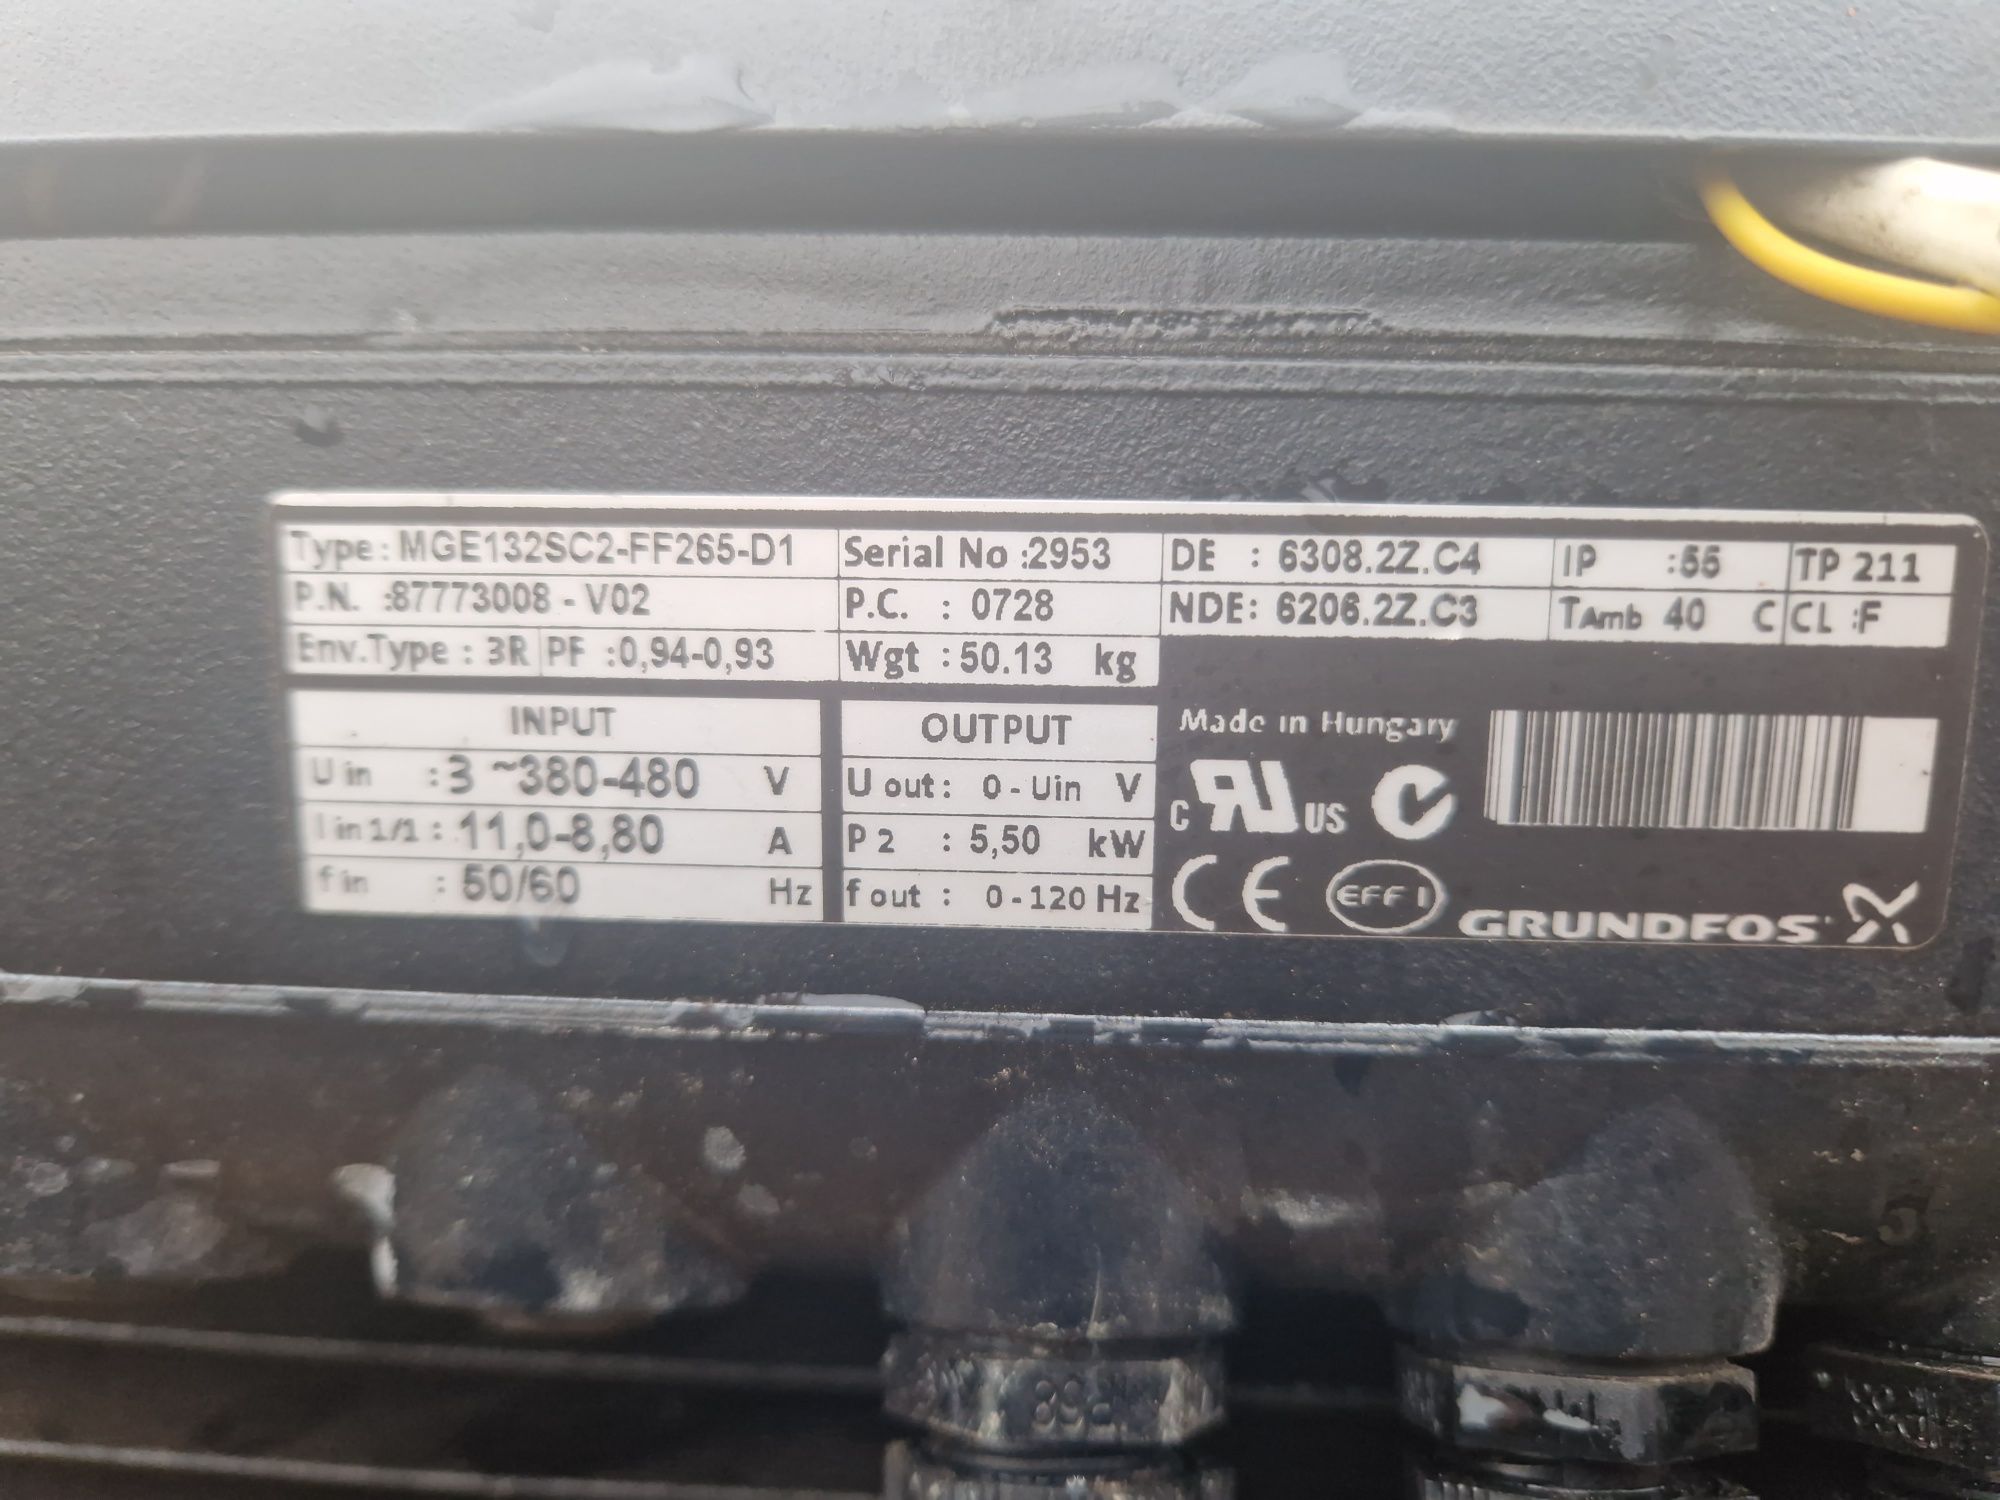 Type: MGE132SC2-FF265-D1 Serial No :2953 DE : 6308.2Z.C4 IP :55 TP 211
P.N. :87773008 - V02 P.C. : 0728 NDE: 6206.2Z.C3 TAmb 40 C CL :F
Env.Type : 3R PF :0,94-0,93 Wgt : 50.13 kg
INPUT OUTPUT Made in Hungary
U in : 3 ~380-480 V U out : 0 - Uin V C US
I in 1/1 : 11,0-8,80 A P 2 : 5,50 kW
f in : 50/60 Hz f out : 0 - 120 Hz CE EFF 1 GRUNDFOS